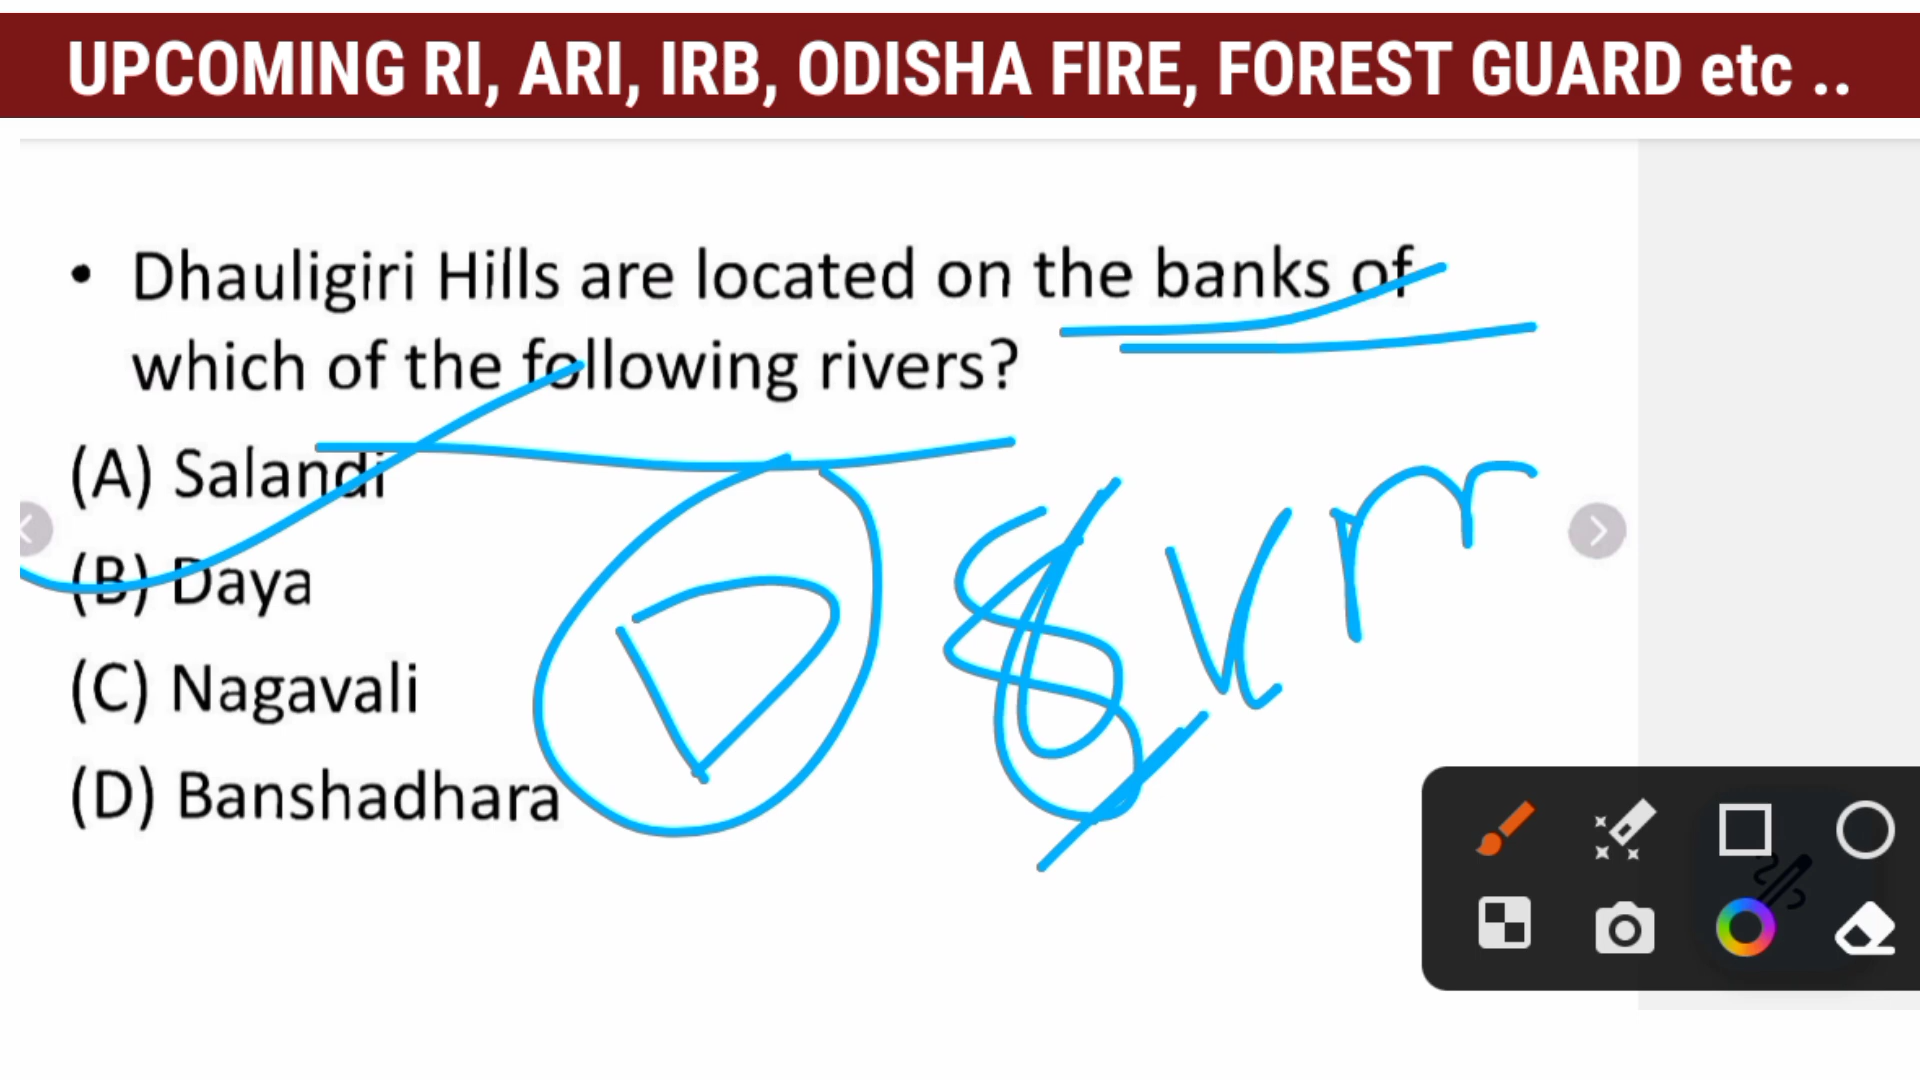 UPCOMING RI, ARI, IRB, ODISHA FIRE, FOREST GUARD etc ..
• Dhauligiri Hills are located on the banks of
which of the following rivers?
(A) Salandi
(B) Daya
(C) Nagavali
(D) Banshadhara
D
8km